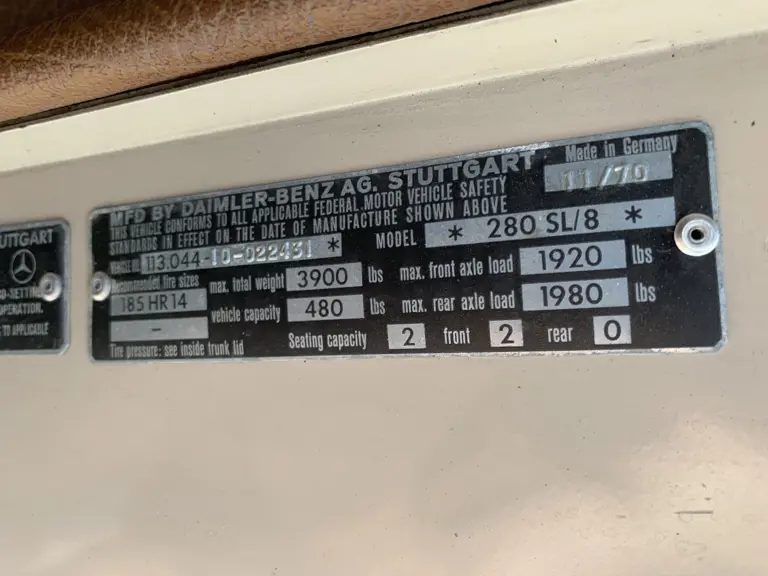 UTTGART
TO APPLICABLE
MFD BY DAIMLER-BENZ AG. STUTTGART
Made in Germany
11/70
THIS VEHICLE CONFORMS TO ALL APPLICABLE FEDERAL MOTOR VEHICLE SAFETY
STANDARDS IN EFFECT ON THE DATE OF MANUFACTURE SHOWN ABOVE
113.044-10-022431 *
MODEL * 280 SL/8 *
recommended tire sizes
185 HR 14
-
max. total weight 3900 lbs max. front axle load 1920 lbs
vehicle capacity 480 lbs max. rear axle load 1980 lbs
Tire pressure: see inside trunk lid
Seating capacity 2 front 2 rear 0